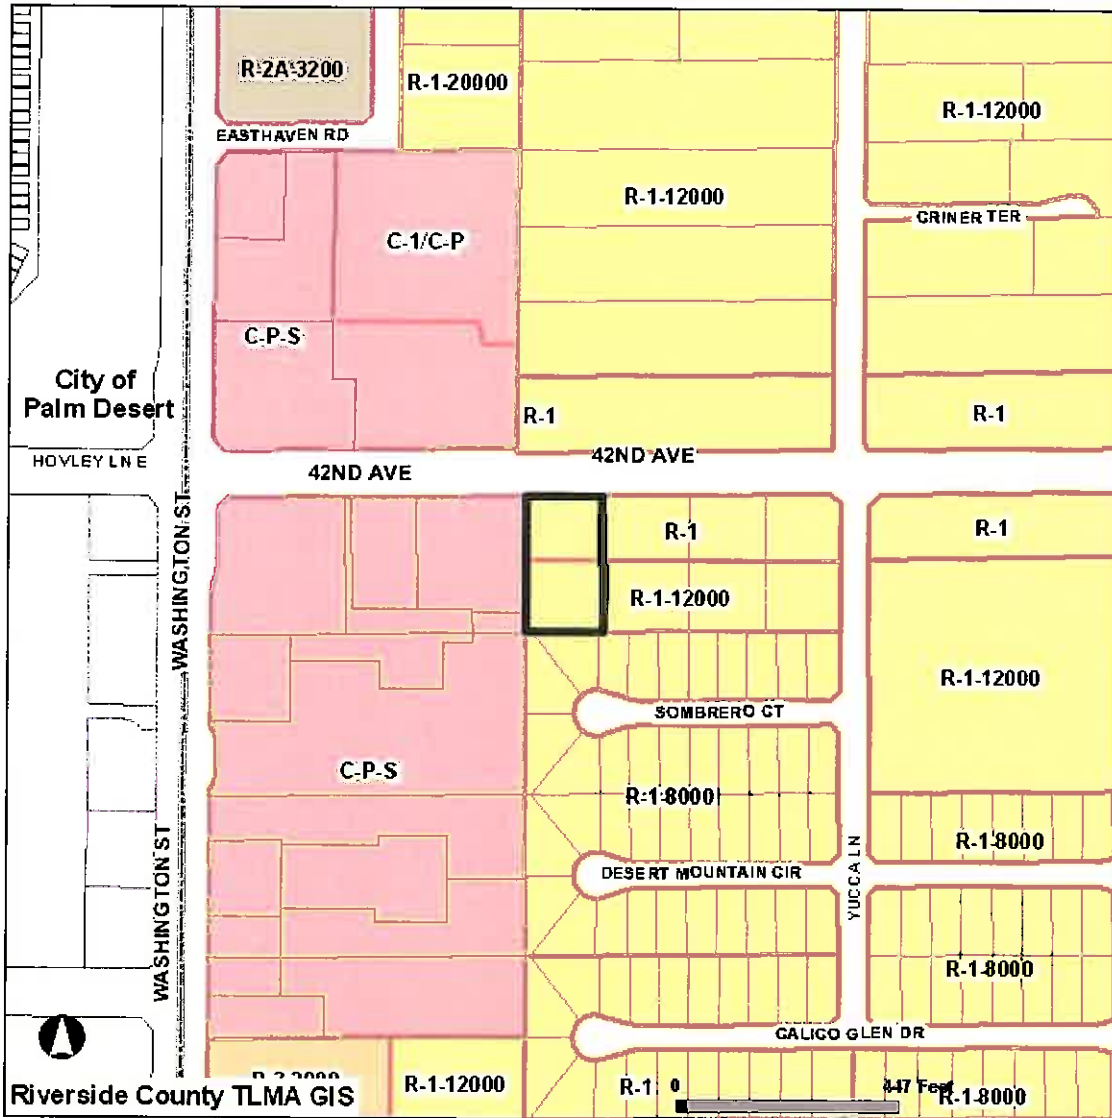 R-2A-3200
R-1-20000
R-1-12000
EASTHAVEN RD
R-1-12000
CRINER TER
C-1/C-P
C-P-S
City of
Palm Desert
R-1
R-1
HOVLEY LN E
42ND AVE
42ND AVE
WASHINGTON ST
R-1
R-1
R-1-12000
R-1-12000
SOMBRERO CT
C-P-S
R-1-8000
R-1-8000
WASHINGTON ST
DESERT MOUNTAIN CIR
YUCCA LN
R-1-8000
CALICO GLEN DR
R-1-12000
R-1
0
447 Feet
R-1-8000
Riverside County TLMA GIS